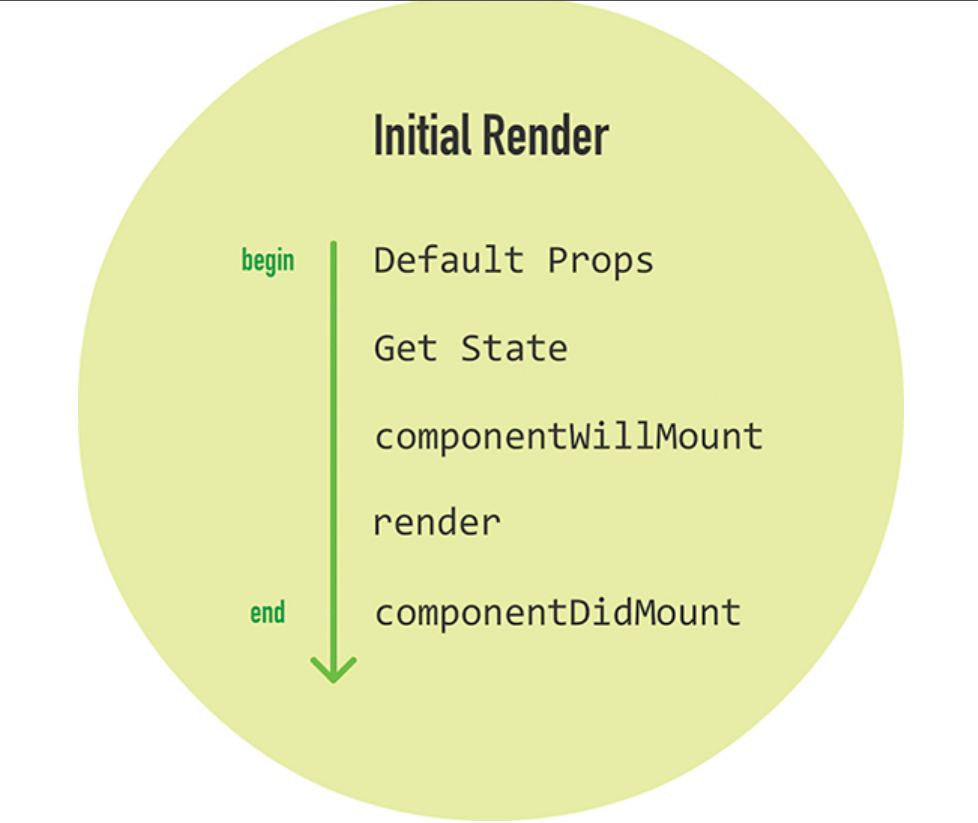 Initial Render
begin
Default Props
Get State
componentWillMount
render
end
componentDidMount